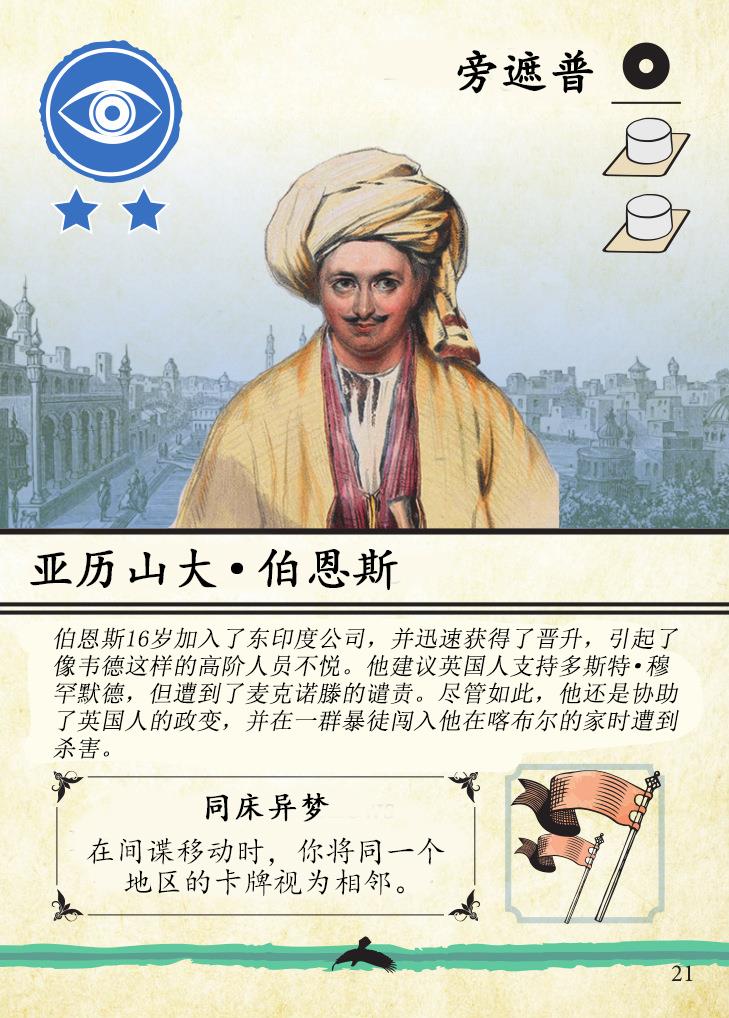 旁遮普
亚历山大•伯恩斯
伯恩斯16岁加入了东印度公司，并迅速获得了晋升，引起了
像韦德这样的高阶人员不悦。他建议英国人支持多斯特•穆
罕默德，但遭到了麦克诺滕的谴责。尽管如此，他还是协助
了英国人的政变，并在一群暴徒闯入他在喀布尔的家时遭到
杀害。
同床异梦
在间谍移动时，你将同一个
地区的卡牌视为相邻。
21